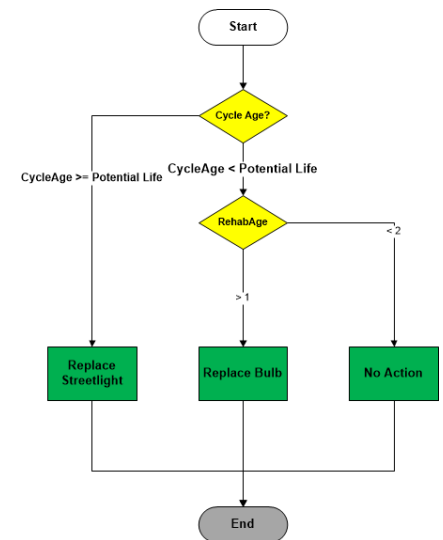 Start
Cycle Age?
CycleAge >= Potential Life
CycleAge < Potential Life
RehabAge
< 2
> 1
Replace
Streetlight
Replace Bulb
No Action
End